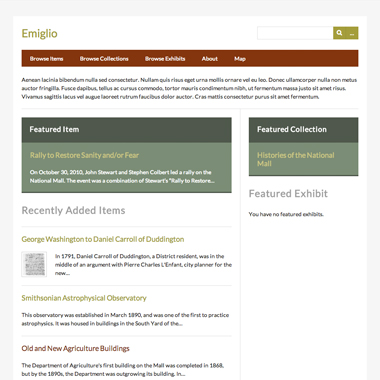 Emiglio
...
Browse Items Browse Collections Browse Exhibits About Map
Aenean lacinia bibendum nulla sed consectetur. Nullam quis risus eget urna mollis ornare vel eu leo. Donec ullamcorper nulla non metus
auctor fringilla. Fusce dapibus, tellus ac cursus commodo, tortor mauris condimentum nibh, ut fermentum massa justo sit amet risus.
Vivamus sagittis lacus vel augue laoreet rutrum faucibus dolor auctor. Cras mattis consectetur purus sit amet fermentum.
Featured Item
Rally to Restore Sanity and/or Fear
On October 30, 2010, John Stewart and Stephen Colbert led a rally on the
National Mall. The event was a combination of Stewart's "Rally to Restore...
Featured Collection
Histories of the National
Mall
Featured Exhibit
You have no featured exhibits.
Recently Added Items
George Washington to Daniel Carroll of Duddington
In 1791, Daniel Carroll of Duddington, a District resident, was in the
middle of an argument with Pierre Charles L'Enfant, city planner for the
new...
Smithsonian Astrophysical Observatory
This observatory was established in March 1890, and was one of the first to practice
astrophysics. It was housed in buildings in the South Yard of the...
Old and New Agriculture Buildings
The Department of Agriculture's first building on the Mall was completed in 1868,
but by the 1890s, the Department was outgrowing its building. In